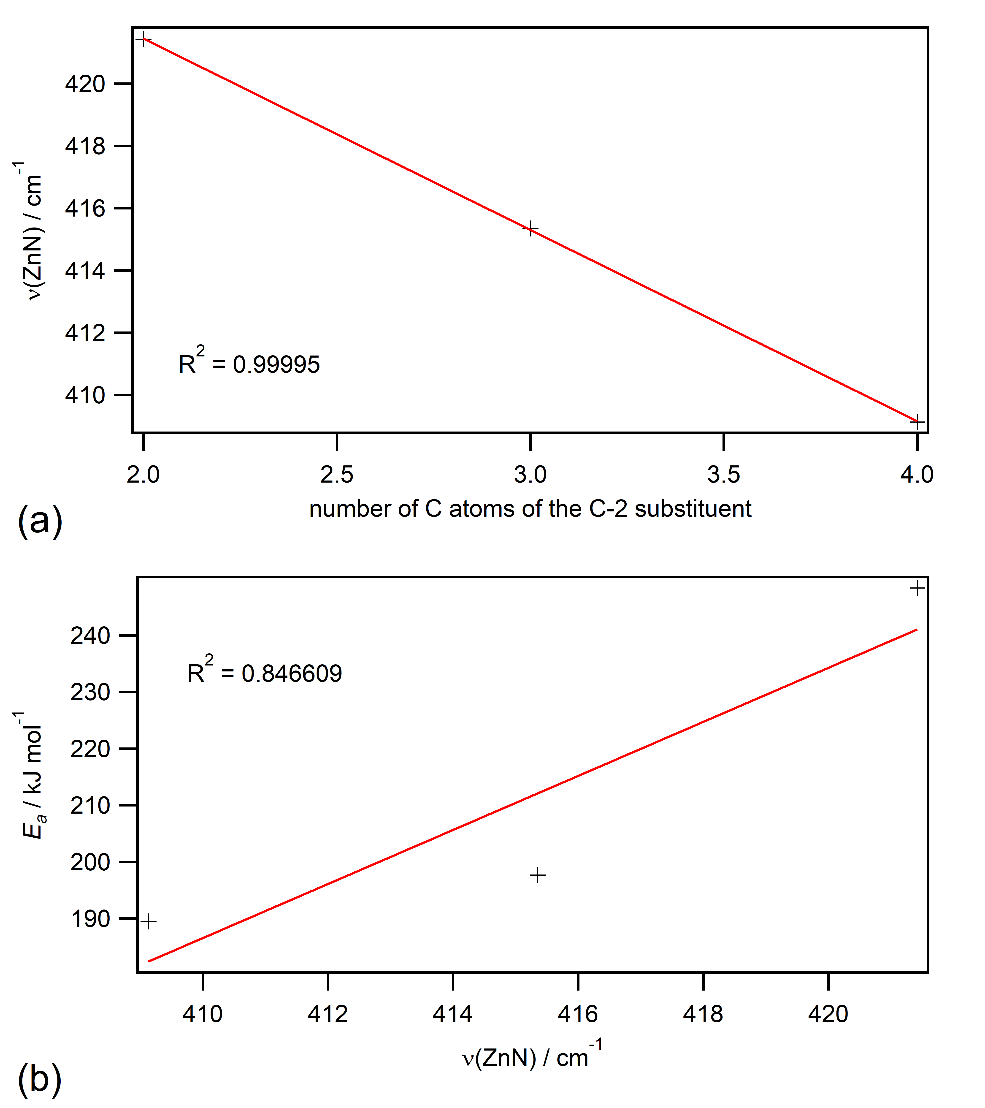 420
418
416
414
412
410
ν(ZnN) / cm⁻¹
R² = 0.99995
2.0 2.5 3.0 3.5 4.0
number of C atoms of the C-2 substituent
(a)
240
230
220
210
200
190
Eₐ / kJ mol⁻¹
R² = 0.846609
410 412 414 416 418 420
ν(ZnN) / cm⁻¹
(b)